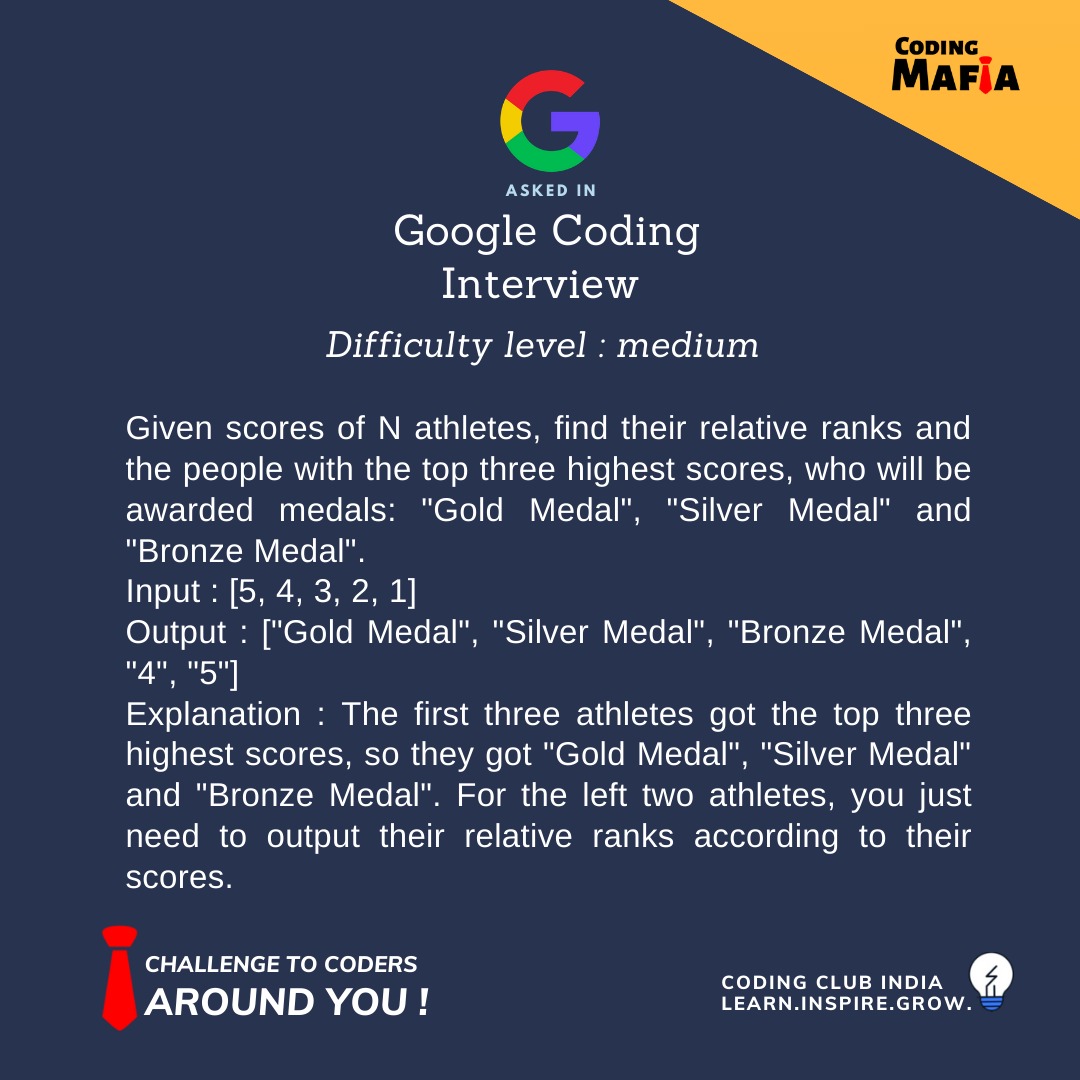 CODING
MAFIA
ASKED IN
Google Coding
Interview
Difficulty level : medium
Given scores of N athletes, find their relative ranks and
the people with the top three highest scores, who will be
awarded medals: "Gold Medal", "Silver Medal" and
"Bronze Medal".
Input : [5, 4, 3, 2, 1]
Output : ["Gold Medal", "Silver Medal", "Bronze Medal",
"4", "5"]
Explanation : The first three athletes got the top three
highest scores, so they got "Gold Medal", "Silver Medal"
and "Bronze Medal". For the left two athletes, you just
need to output their relative ranks according to their
scores.
CHALLENGE TO CODERS
AROUND YOU !
CODING CLUB INDIA
LEARN.INSPIRE.GROW.